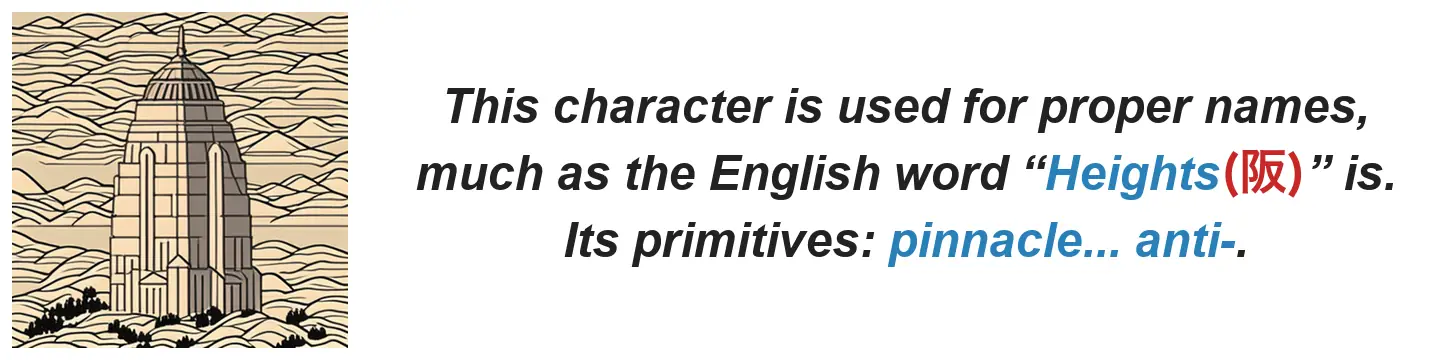 This character is used for proper names,
much as the English word “Heights(阪)” is.
Its primitives: pinnacle... anti-.